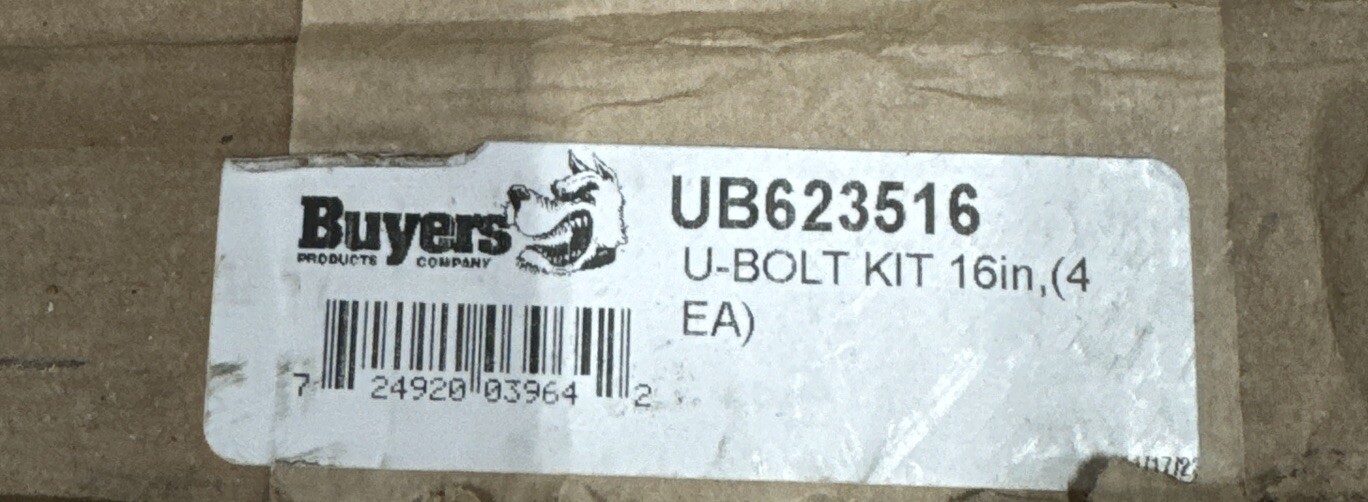 Buyers
PRODUCTS COMPANY
UB623516
U-BOLT KIT 16in,(4
EA)
7 24920 03964 2